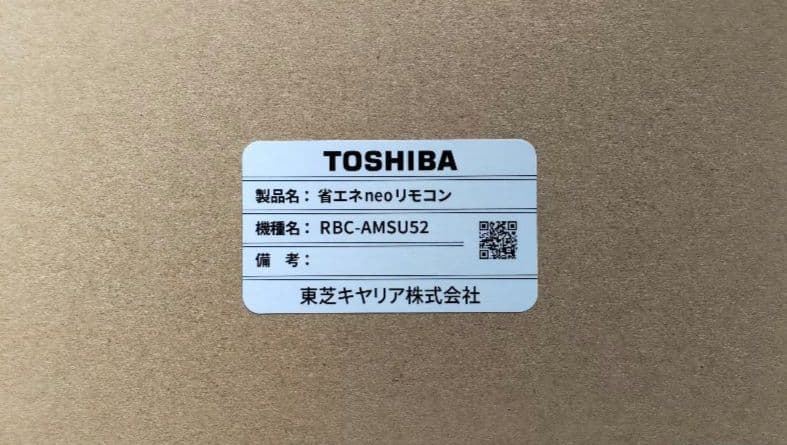 TOSHIBA
製品名：省エネneoリモコン
機種名：RBC-AMSU52
備　考：
東芝キヤリア株式会社